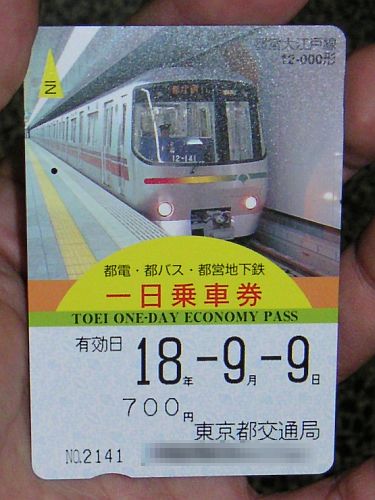 都営大江戸線
12-000形
12-141
都電・都バス・都営地下鉄
一日乗車券
TOEI ONE-DAY ECONOMY PASS
有効日 18年-9月-9日
700円
東京都交通局
NO.2141